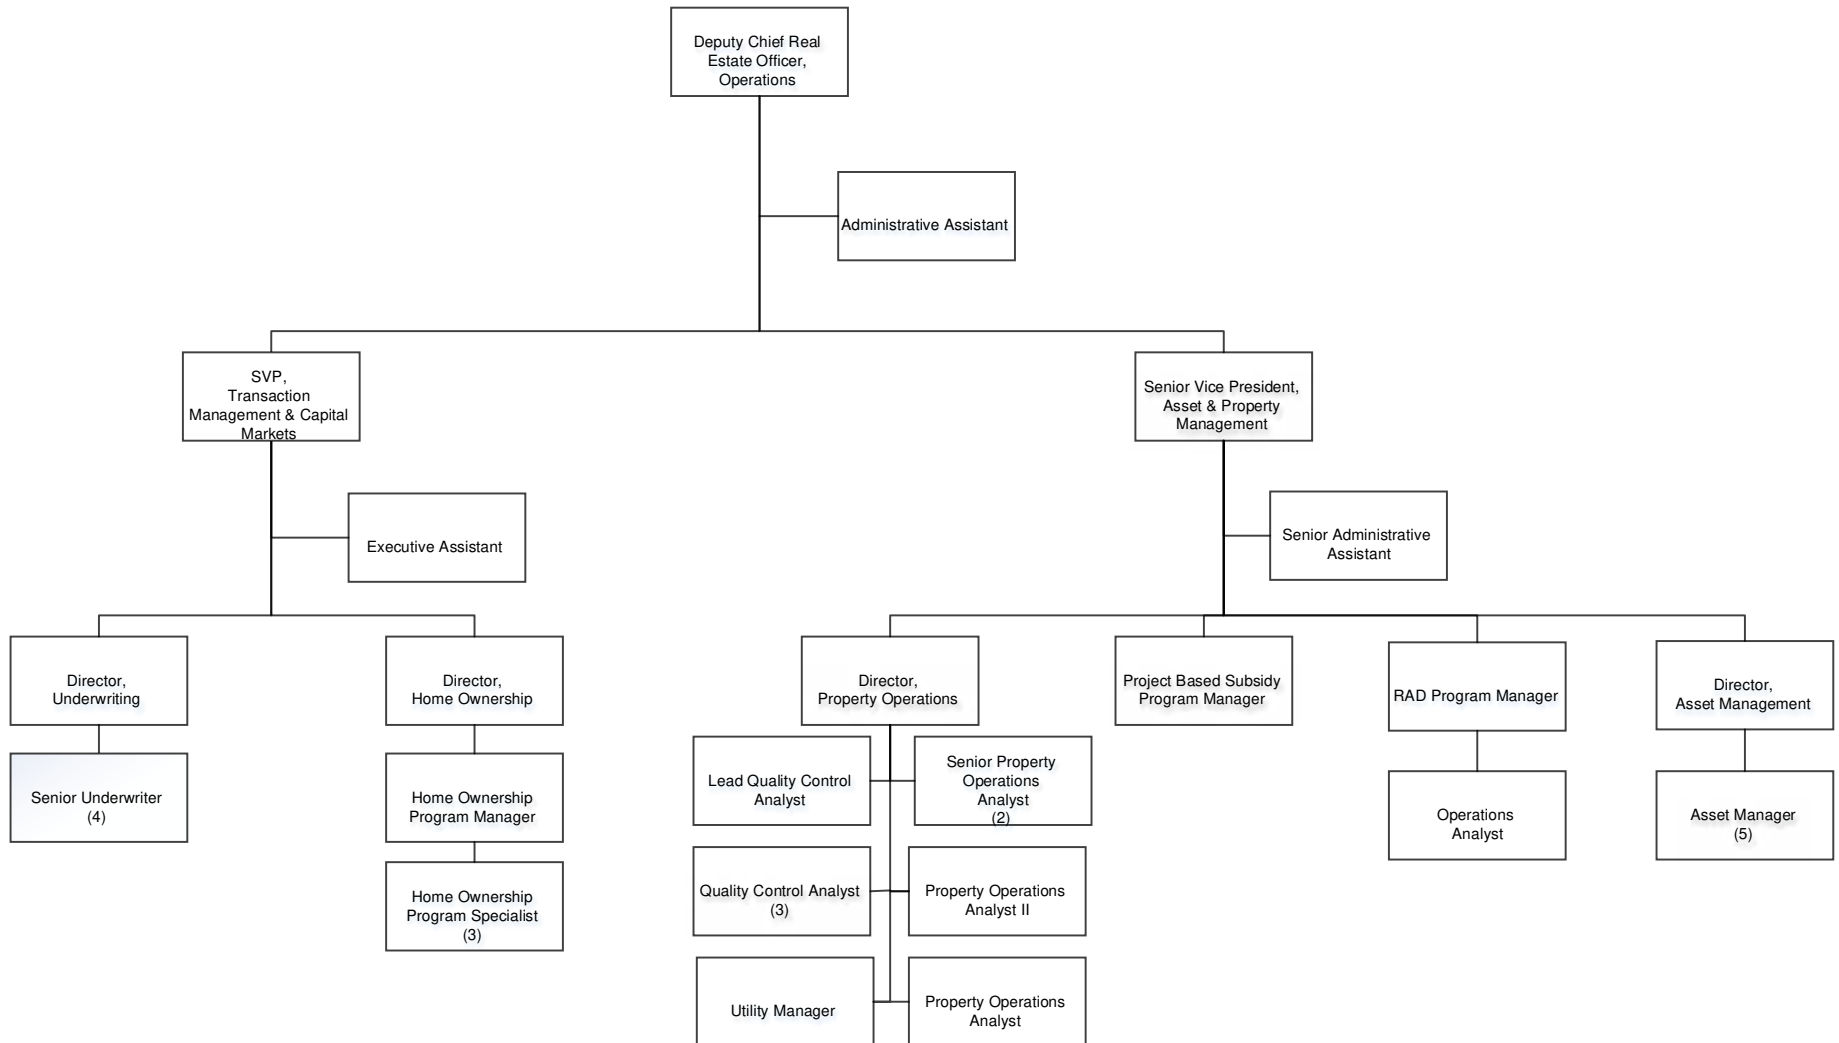 Deputy Chief Real
Estate Officer,
Operations
Administrative Assistant
SVP,
Transaction
Management & Capital
Markets
Senior Vice President,
Asset & Property
Management
Executive Assistant
Senior Administrative
Assistant
Director,
Underwriting
Director,
Home Ownership
Director,
Property Operations
Project Based Subsidy
Program Manager
RAD Program Manager
Director,
Asset Management
Senior Underwriter
(4)
Home Ownership
Program Manager
Lead Quality Control
Analyst
Senior Property
Operations
Analyst
(2)
Operations
Analyst
Asset Manager
(5)
Home Ownership
Program Specialist
(3)
Quality Control Analyst
(3)
Property Operations
Analyst II
Utility Manager
Property Operations
Analyst